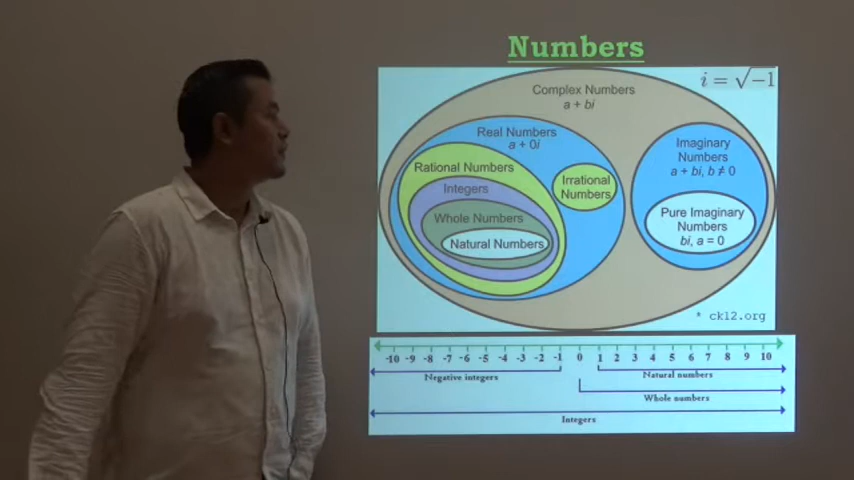 Numbers
i = √−1
Complex Numbers
a + bi
Real Numbers
a + 0i
Rational Numbers
Integers
Whole Numbers
Natural Numbers
Irrational
Numbers
Imaginary
Numbers
a + bi, b ≠ 0
Pure Imaginary
Numbers
bi, a = 0
* ck12.org
-10 -9 -8 -7 -6 -5 -4 -3 -2 -1 0 1 2 3 4 5 6 7 8 9 10
Negative integers
Natural numbers
Whole numbers
Integers